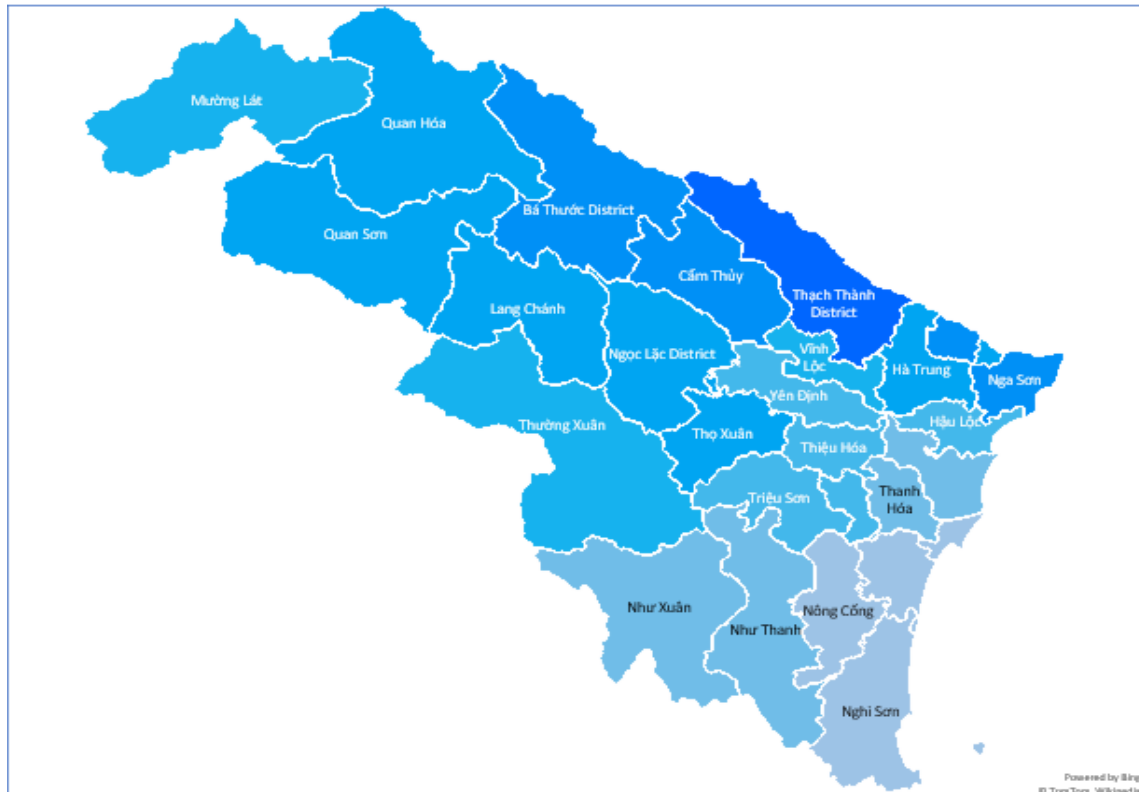 Mường Lát
Quan Hóa
Bá Thước District
Quan Sơn
Cẩm Thủy
Thạch Thành
District
Lang Chánh
Ngọc Lặc District
Vĩnh
Lộc
Hà Trung
Nga Sơn
Yên Định
Thường Xuân
Thọ Xuân
Hậu Lộc
Thiệu Hóa
Triệu Sơn
Thanh
Hóa
Như Xuân
Như Thanh
Nông Cống
Nghi Sơn
Powered by Bing
© TomTom, Wikipedia